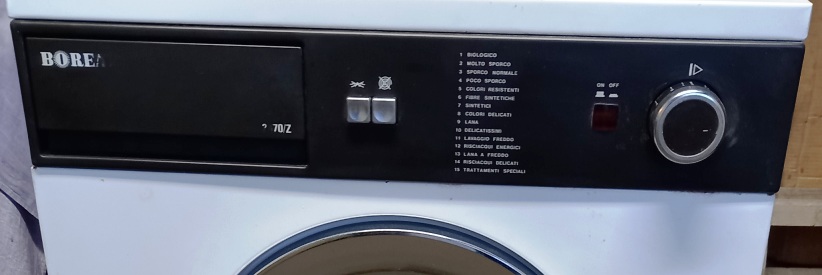 BOREA
70/Z
1 BIOLOGICO
2 MOLTO SPORCO
3 SPORCO NORMALE
4 POCO SPORCO
5 COLORI RESISTENTI
6 FIBRE SINTETICHE
7 SINTETICI
8 COLORI DELICATI
9 LANA
10 DELICATISSIMI
11 LAVAGGIO FREDDO
12 RISCIACQUI ENERGICI
13 LANA A FREDDO
14 RISCIACQUI DELICATI
15 TRATTAMENTI SPECIALI
ON OFF